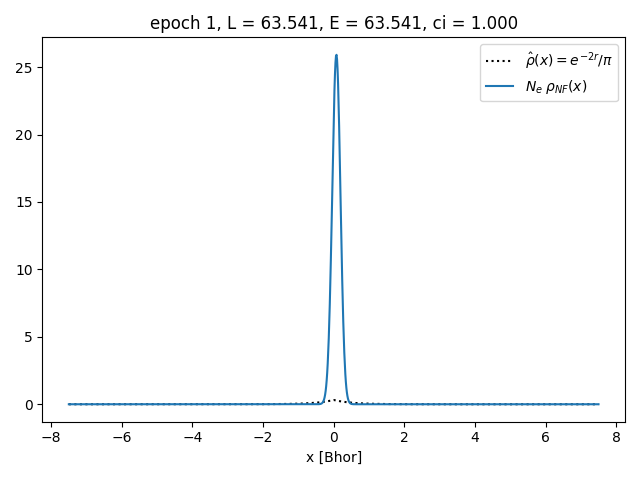 epoch 1, L = 63.541, E = 63.541, ci = 1.000
ρ̂(x) = e^{−2r}/π
N_e ρ_{NF}(x)
25
20
15
10
5
0
−8 −6 −4 −2 0 2 4 6 8
x [Bhor]